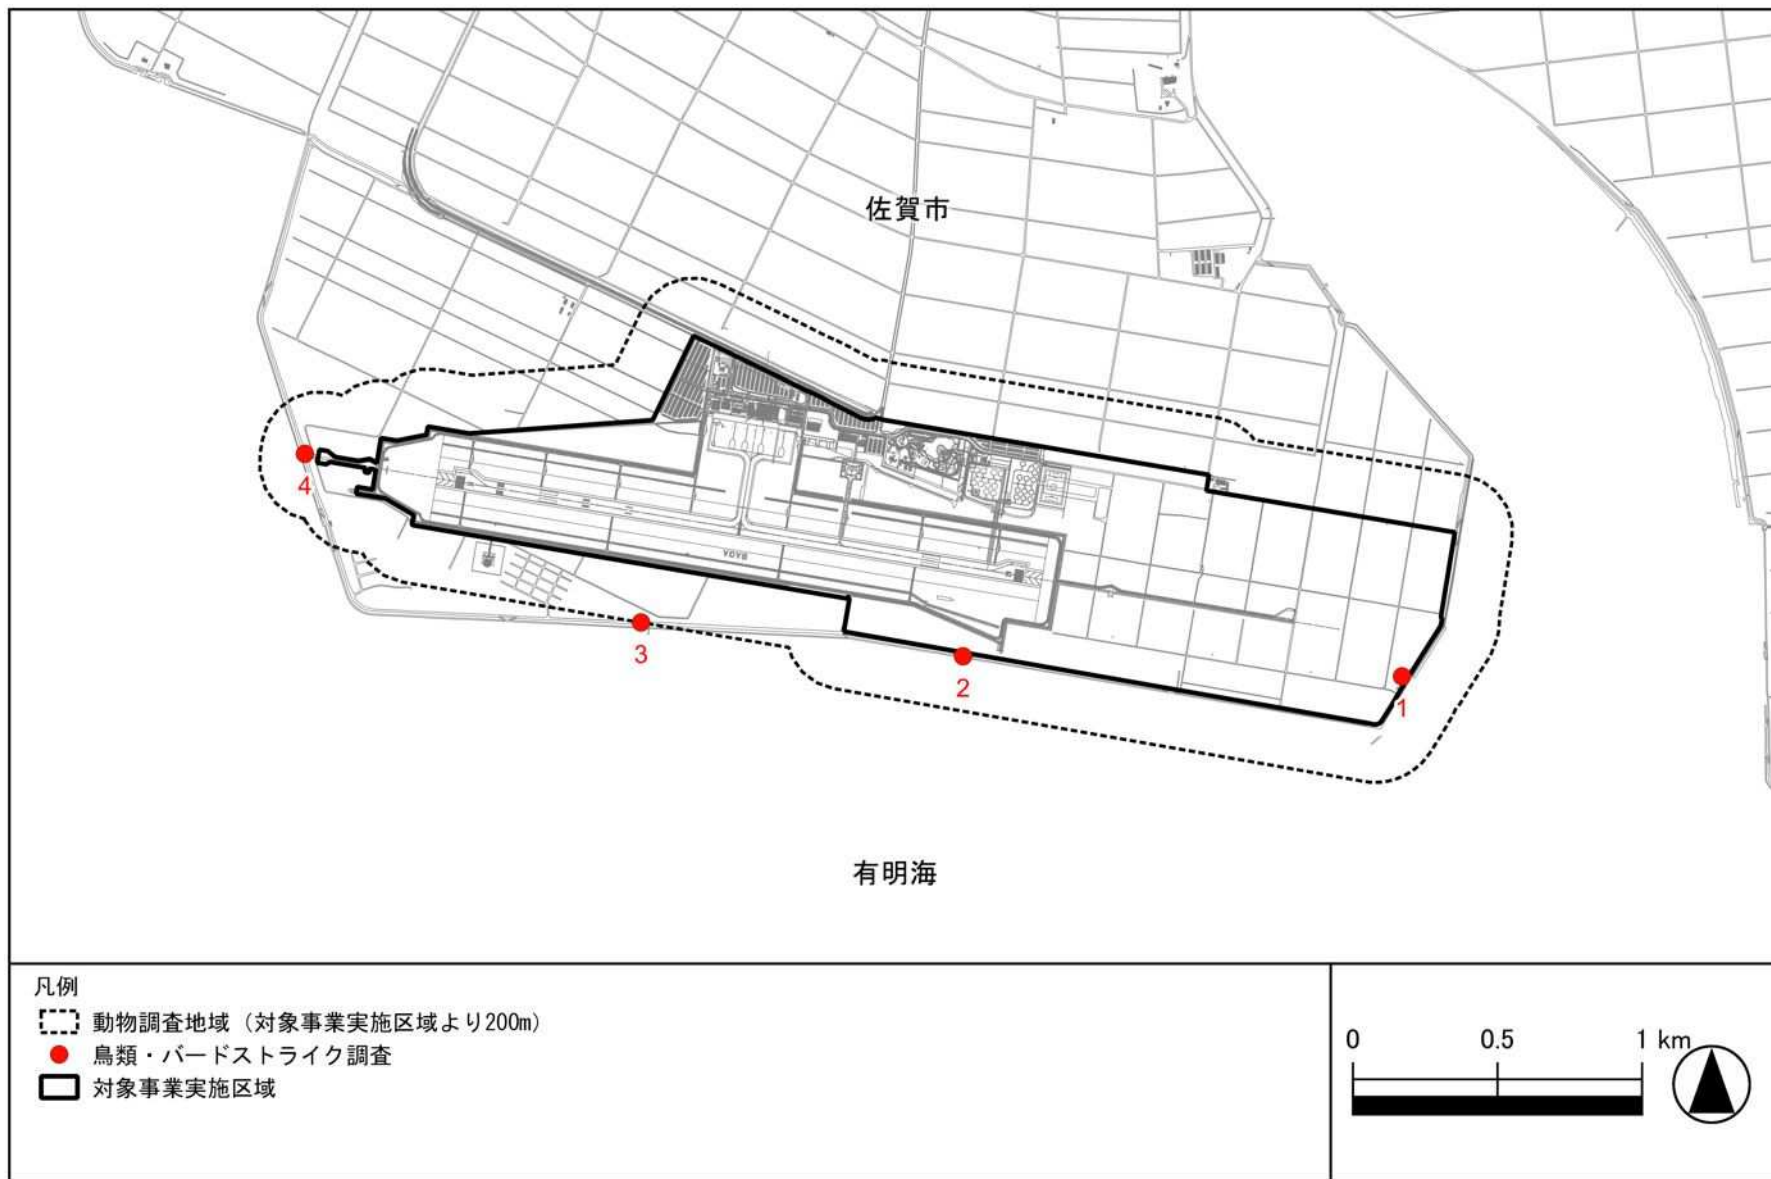 佐賀市
4
3
2
1
有明海
凡例
動物調査地域（対象事業実施区域より200m）
鳥類・バードストライク調査
対象事業実施区域
0 0.5 1 km